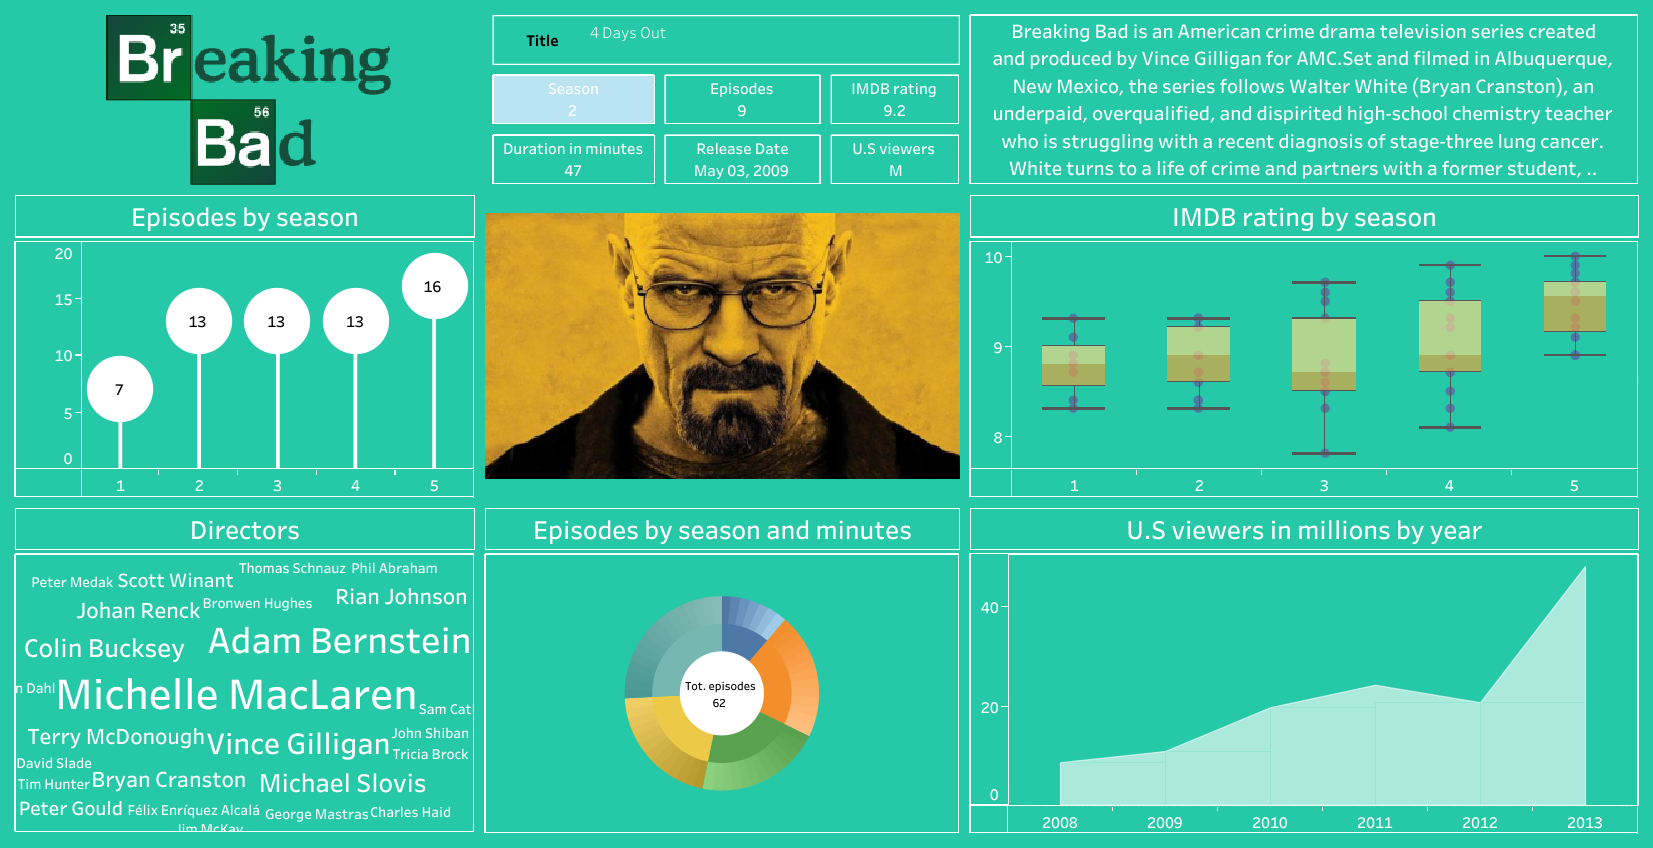 35
Breaking
56
Bad
Title 4 Days Out
Season
2
Episodes
9
IMDB rating
9.2
Duration in minutes
47
Release Date
May 03, 2009
U.S viewers
M
Breaking Bad is an American crime drama television series created
and produced by Vince Gilligan for AMC.Set and filmed in Albuquerque,
New Mexico, the series follows Walter White (Bryan Cranston), an
underpaid, overqualified, and dispirited high-school chemistry teacher
who is struggling with a recent diagnosis of stage-three lung cancer.
White turns to a life of crime and partners with a former student, ..
Episodes by season
20
15
10
5
0
7
13
13
13
16
1 2 3 4 5
IMDB rating by season
10
9
8
1 2 3 4 5
Directors
Thomas Schnauz Phil Abraham
Peter Medak Scott Winant
Johan Renck Bronwen Hughes Rian Johnson
Colin Bucksey Adam Bernstein
n Dahl Michelle MacLaren
Sam Cat
Terry McDonough Vince Gilligan John Shiban
Tricia Brock
David Slade
Tim Hunter Bryan Cranston Michael Slovis
Peter Gould Félix Enríquez Alcalá George Mastras Charles Haid
Jim McKay
Episodes by season and minutes
Tot. episodes
62
U.S viewers in millions by year
40
20
0
2008 2009 2010 2011 2012 2013